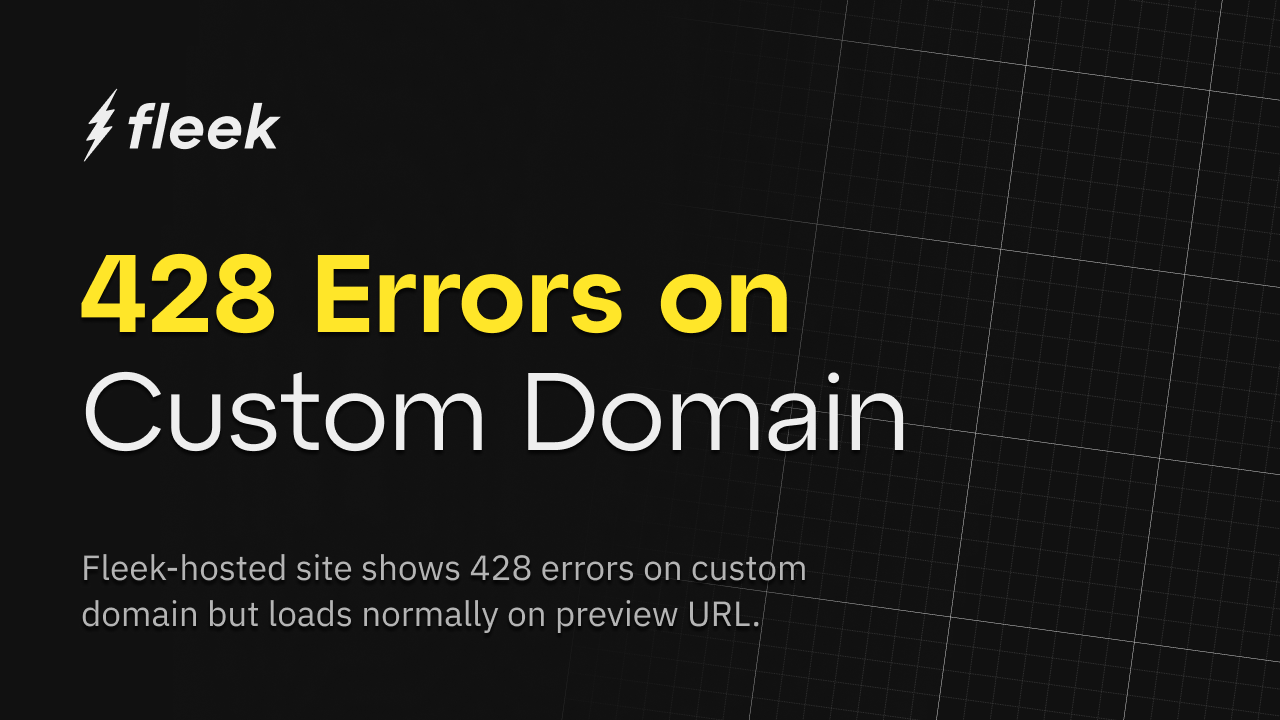 fleek
428 Errors on
Custom Domain
Fleek-hosted site shows 428 errors on custom
domain but loads normally on preview URL.